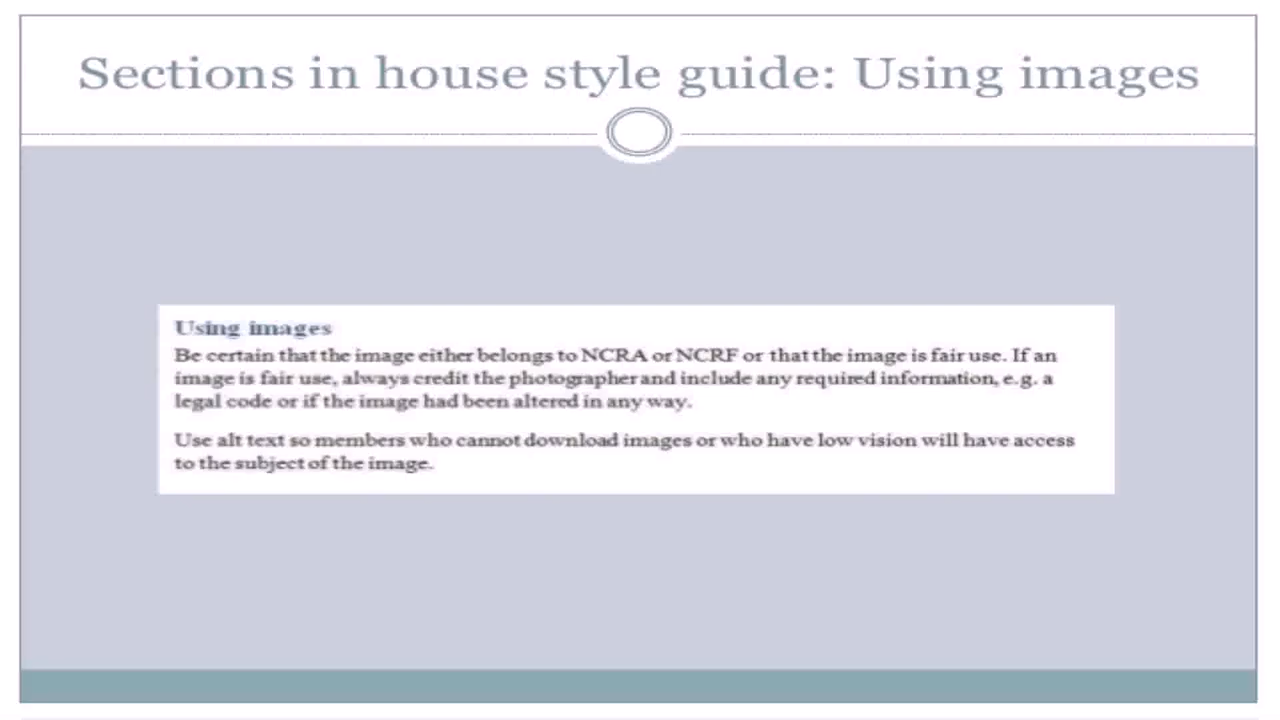 Sections in house style guide: Using images
Using images
Be certain that the image either belongs to NCRA or NCRF or that the image is fair use. If an
image is fair use, always credit the photographer and include any required information, e.g. a
legal code or if the image had been altered in any way.
Use alt text so members who cannot download images or who have low vision will have access
to the subject of the image.